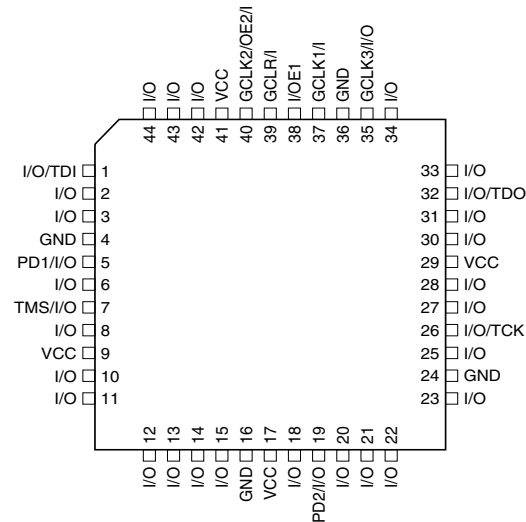 I/O
I/O
I/O
VCC
GCLK2/OE2/I
GCLR/I
I/OE1
GCLK1/I
GND
GCLK3/I/O
I/O
44
43
42
41
40
39
38
37
36
35
34
I/O/TDI 1
I/O 2
I/O 3
GND 4
PD1/I/O 5
I/O 6
TMS/I/O 7
I/O 8
VCC 9
I/O 10
I/O 11
33 I/O
32 I/O/TDO
31 I/O
30 I/O
29 VCC
28 I/O
27 I/O
26 I/O/TCK
25 I/O
24 GND
23 I/O
12
13
14
15
16
17
18
19
20
21
22
I/O
I/O
I/O
I/O
GND
VCC
I/O
PD2/I/O
I/O
I/O
I/O